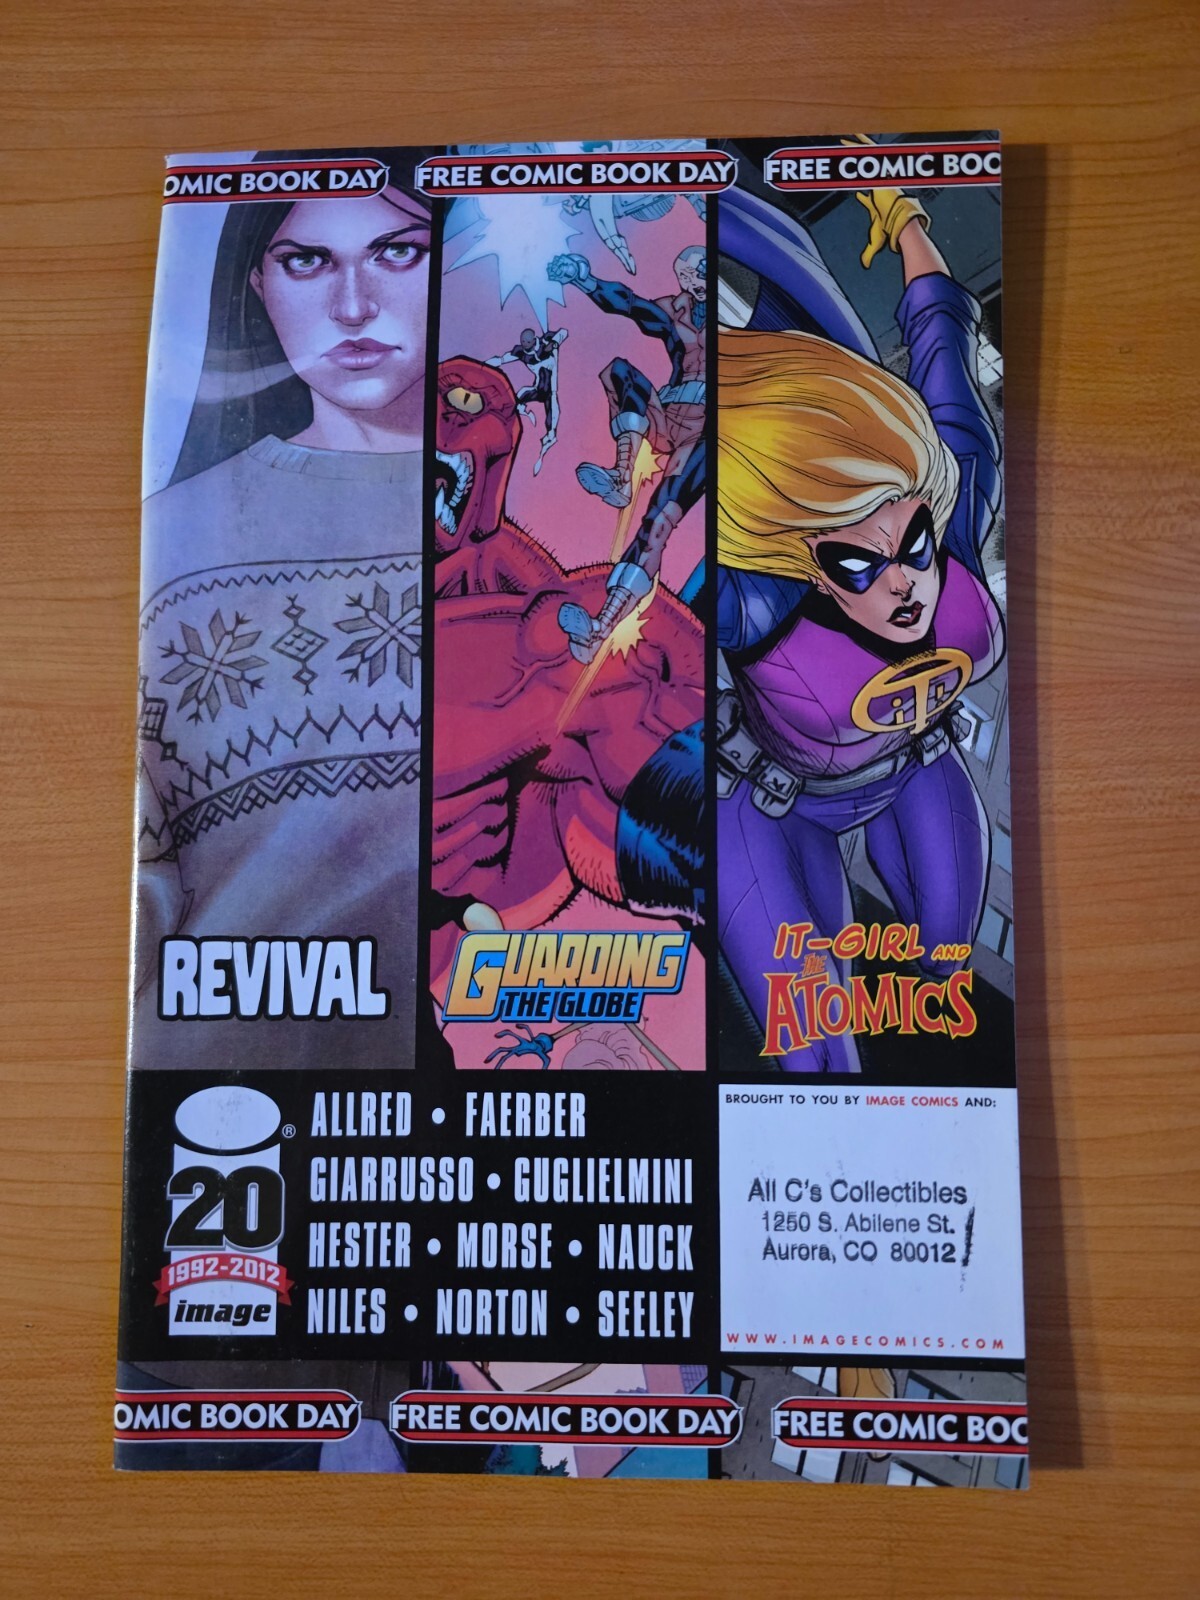 OMIC BOOK DAY
FREE COMIC BOOK DAY
FREE COMIC BOO
iTL
REVIVAL
GUARDING
THE GLOBE
IT-GIRL AND
THE
ATOMICS
®
20
1992-2012
image
ALLRED • FAERBER
GIARRUSSO • GUGLIELMINI
HESTER • MORSE • NAUCK
NILES • NORTON • SEELEY
BROUGHT TO YOU BY IMAGE COMICS AND:
All C's Collectibles
1250 S. Abilene St.
Aurora, CO 80012
WWW.IMAGECOMICS.COM
OMIC BOOK DAY
FREE COMIC BOOK DAY
FREE COMIC BOO